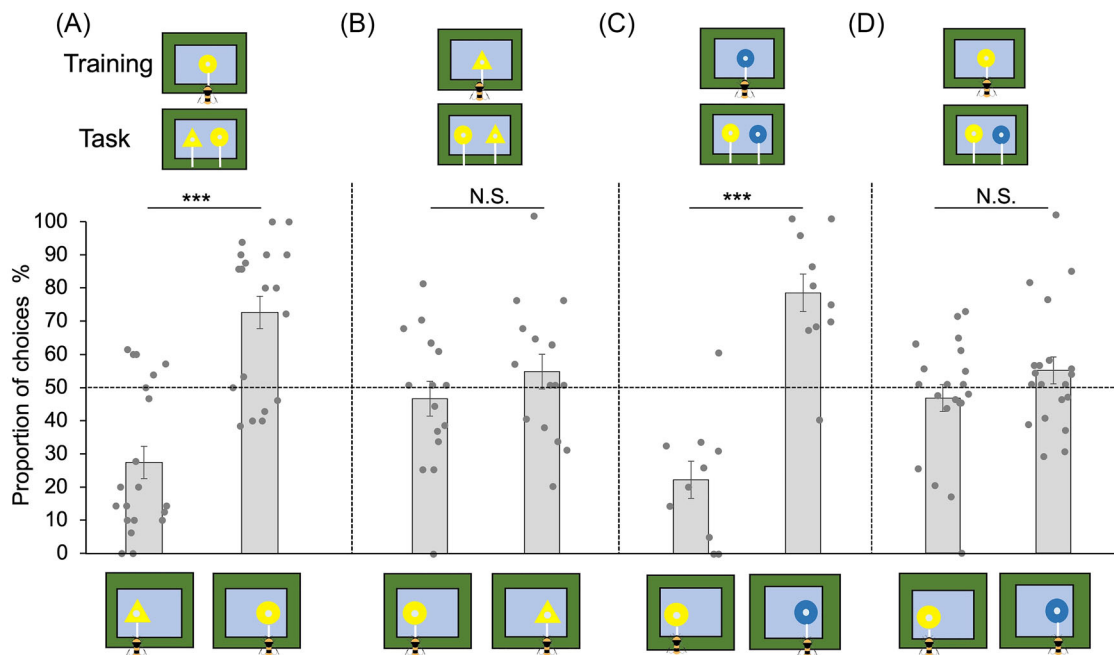 (A) (B) (C) (D)
Training
Task
*** N.S. *** N.S.
Proportion of choices %
100
90
80
70
60
50
40
30
20
10
0